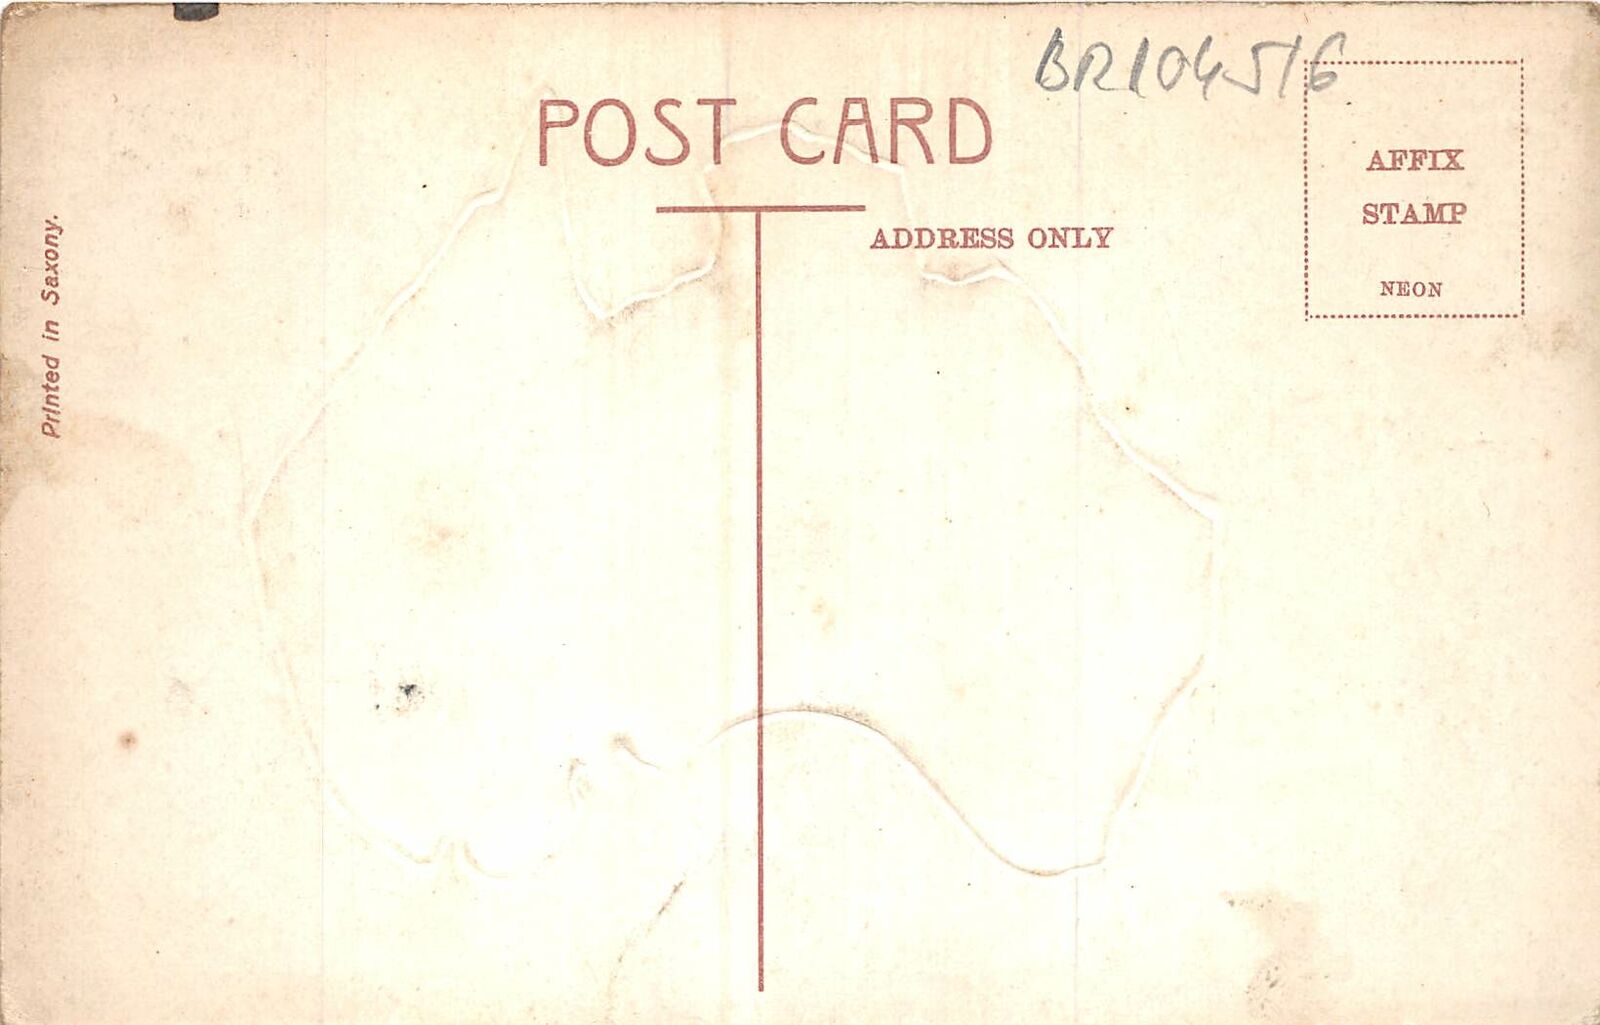 BR104516
POST CARD
ADDRESS ONLY
AFFIX
STAMP
NEON
Printed in Saxony.